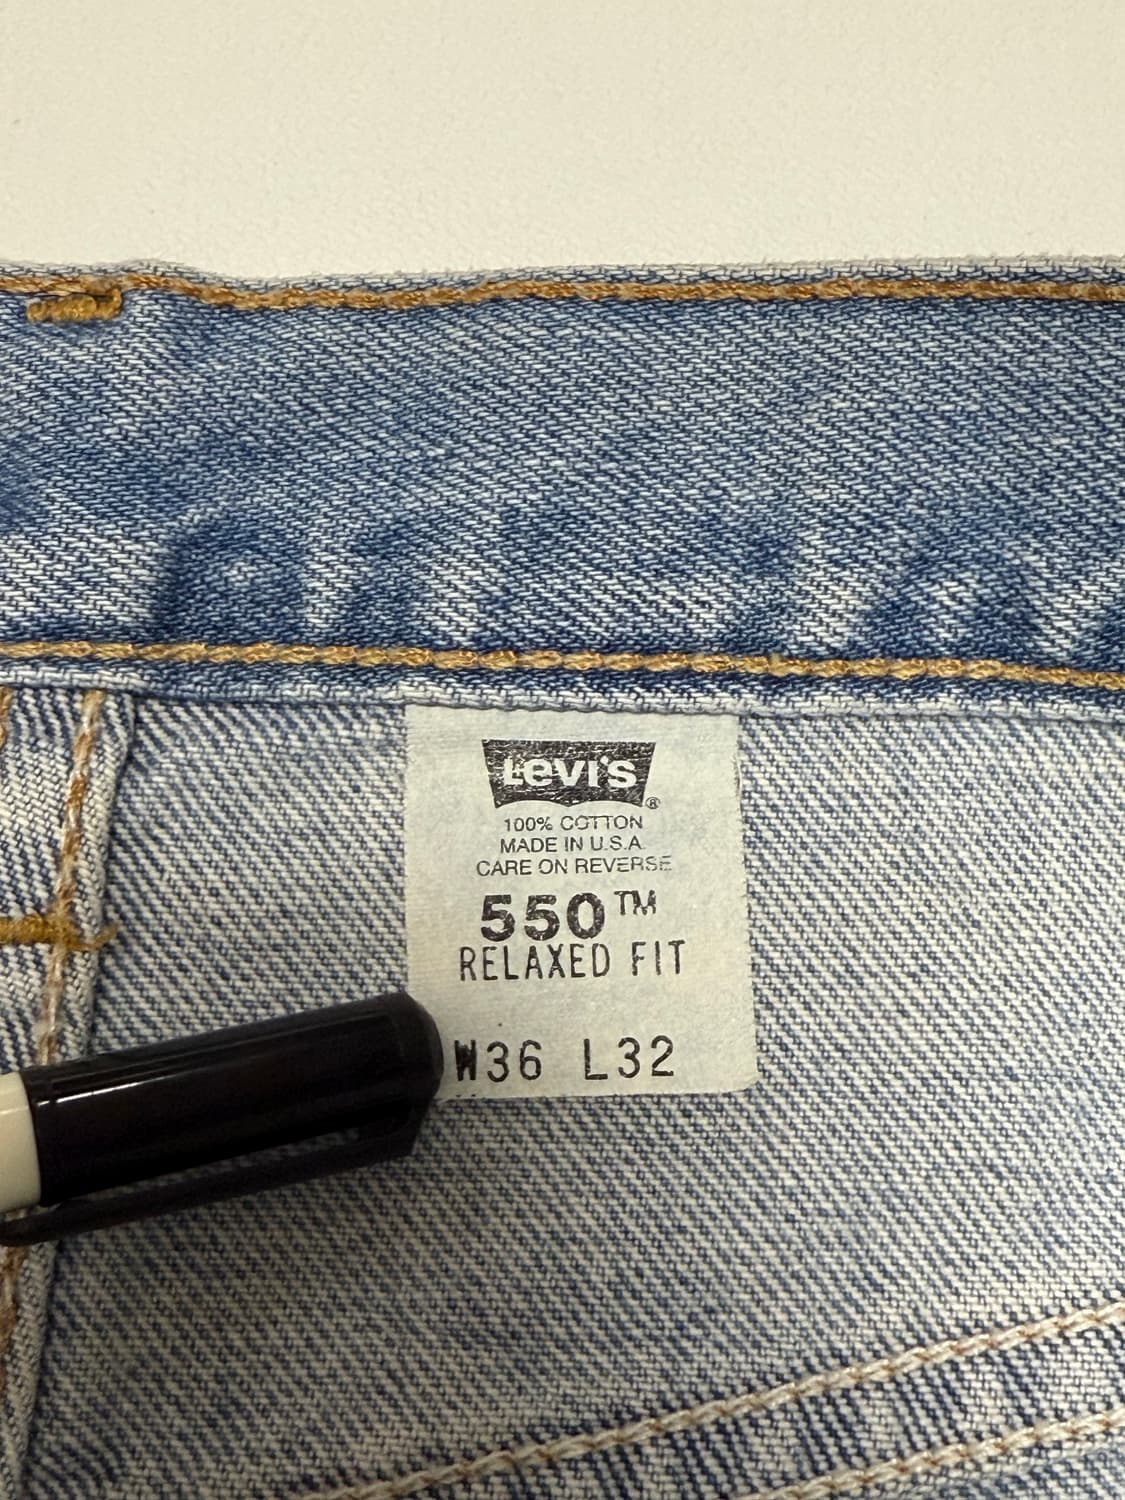 Levi's ®
100% COTTON
MADE IN U.S.A.
CARE ON REVERSE
550™
RELAXED FIT
W36 L32